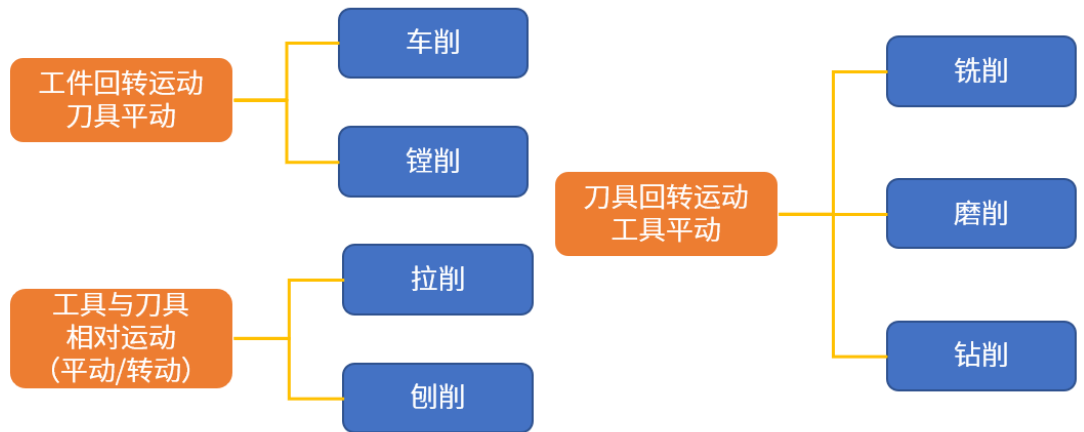 工件回转运动
刀具平动
车削
镗削
工具与刀具
相对运动
（平动/转动）
拉削
刨削
刀具回转运动
工具平动
铣削
磨削
钻削